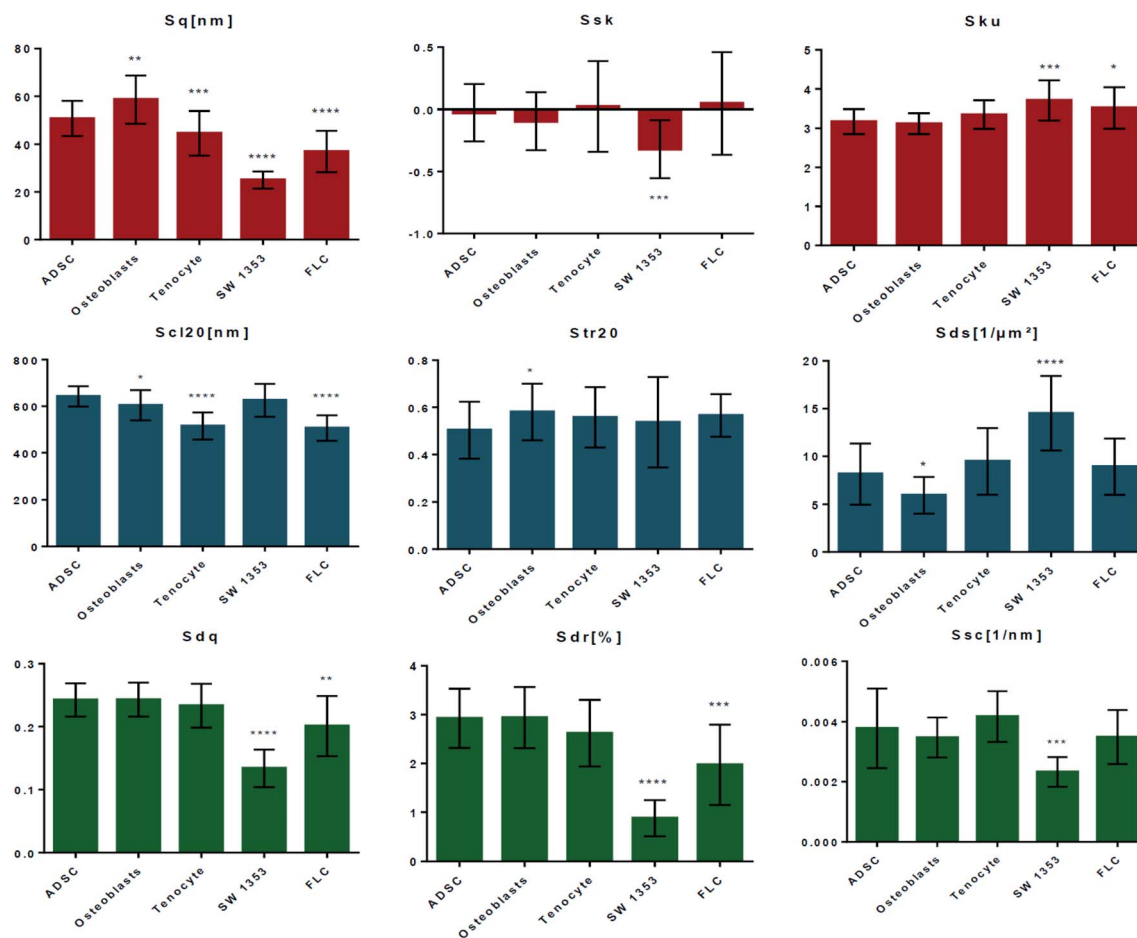 Sq[nm]
80
60
40
20
0
** *** **** ****
ADSC Osteoblasts Tenocyte SW 1353 FLC
Ssk
0.5
0.0
-0.5
-1.0
***
ADSC Osteoblasts Tenocyte SW 1353 FLC
Sku
5
4
3
2
1
0
*** *
ADSC Osteoblasts Tenocyte SW 1353 FLC
Scl20[nm]
800
600
400
200
0
* **** ****
ADSC Osteoblasts Tenocyte SW 1353 FLC
Str20
0.8
0.6
0.4
0.2
0.0
*
ADSC Osteoblasts Tenocyte SW 1353 FLC
Sds[1/µm²]
20
15
10
5
0
* ****
ADSC Osteoblasts Tenocyte SW 1353 FLC
Sdq
0.3
0.2
0.1
0.0
**** **
ADSC Osteoblasts Tenocyte SW 1353 FLC
Sdr[%]
4
3
2
1
0
**** ***
ADSC Osteoblasts Tenocyte SW 1353 FLC
Ssc[1/nm]
0.006
0.004
0.002
0.000
***
ADSC Osteoblasts Tenocyte SW 1353 FLC